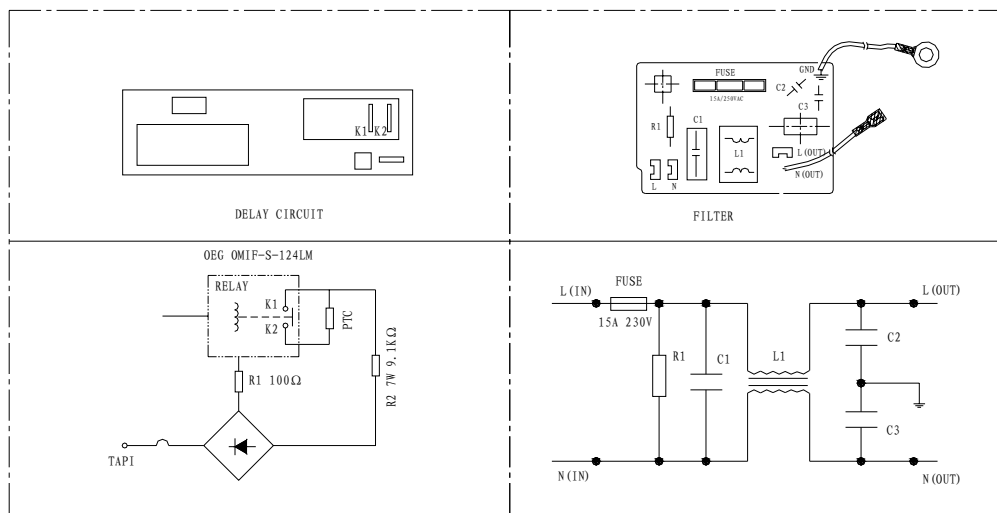 K1 K2
DELAY CIRCUIT
FUSE
15A/250VAC
GND
C2
C3
R1
C1
L1
L(OUT)
N(OUT)
L
N
FILTER
OEG OMIF-S-124LM
RELAY
K1
K2
PTC
R1 100Ω
R2 7W 9.1KΩ
TAPI
L(IN)
FUSE
15A 230V
L(OUT)
R1
C1
L1
C2
C3
N(IN)
N(OUT)